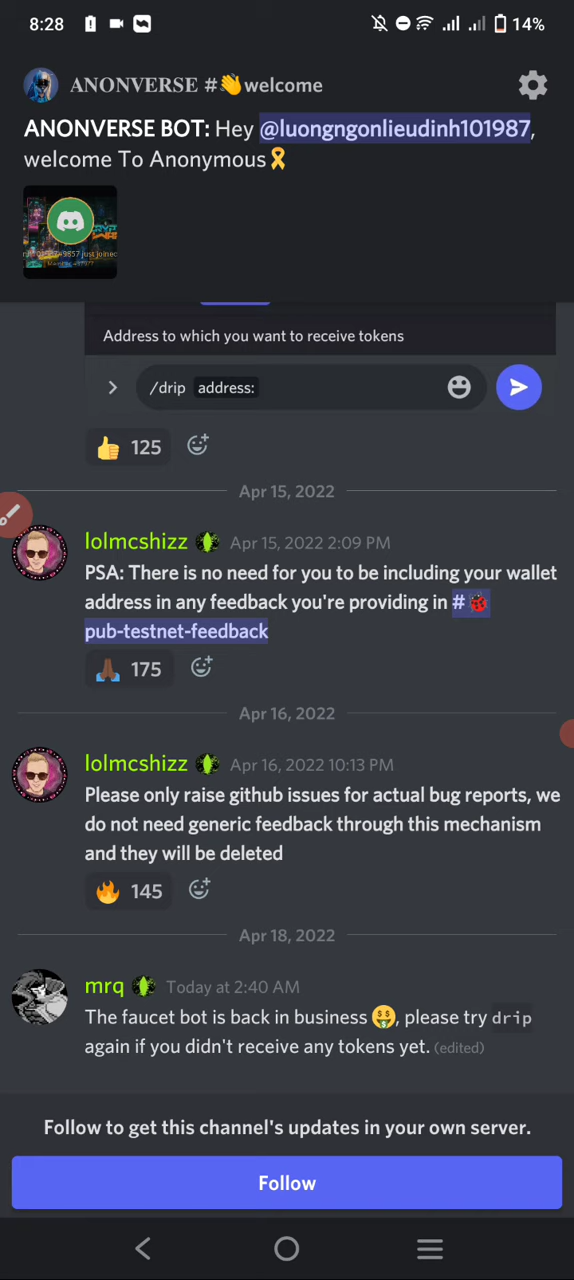 8:28
14%
ANONVERSE #👋welcome
ANONVERSE BOT: Hey @luongngonlieudinh101987,
welcome To Anonymous🎗
Address to which you want to receive tokens
/drip address:
👍 125
Apr 15, 2022
lolmcshizz Apr 15, 2022 2:09 PM
PSA: There is no need for you to be including your wallet
address in any feedback you're providing in #🐞
pub-testnet-feedback
🙏🏿 175
Apr 16, 2022
lolmcshizz Apr 16, 2022 10:13 PM
Please only raise github issues for actual bug reports, we
do not need generic feedback through this mechanism
and they will be deleted
🔥 145
Apr 18, 2022
mrq Today at 2:40 AM
The faucet bot is back in business 🤑, please try drip
again if you didn't receive any tokens yet. (edited)
Follow to get this channel's updates in your own server.
Follow